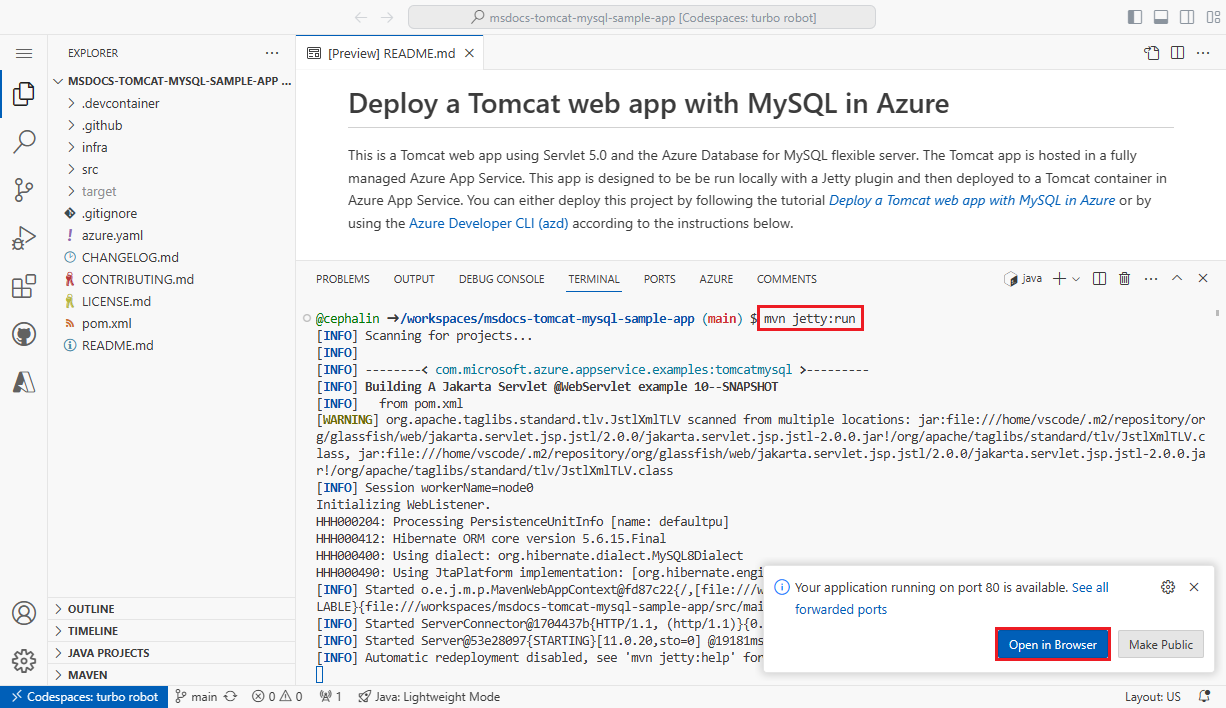 msdocs-tomcat-mysql-sample-app [Codespaces: turbo robot]
EXPLORER
MSDOCS-TOMCAT-MYSQL-SAMPLE-APP ...
.devcontainer
.github
infra
src
target
.gitignore
! azure.yaml
CHANGELOG.md
CONTRIBUTING.md
LICENSE.md
pom.xml
README.md
OUTLINE
TIMELINE
JAVA PROJECTS
MAVEN
[Preview] README.md
Deploy a Tomcat web app with MySQL in Azure
This is a Tomcat web app using Servlet 5.0 and the Azure Database for MySQL flexible server. The Tomcat app is hosted in a fully
managed Azure App Service. This app is designed to be be run locally with a Jetty plugin and then deployed to a Tomcat container in
Azure App Service. You can either deploy this project by following the tutorial Deploy a Tomcat web app with MySQL in Azure or by
using the Azure Developer CLI (azd) according to the instructions below.
PROBLEMS OUTPUT DEBUG CONSOLE TERMINAL PORTS AZURE COMMENTS
java
@cephalin ➜/workspaces/msdocs-tomcat-mysql-sample-app (main) $ mvn jetty:run
[INFO] Scanning for projects...
[INFO]
[INFO] --------< com.microsoft.azure.appservice.examples:tomcatmysql >---------
[INFO] Building A Jakarta Servlet @WebServlet example 10--SNAPSHOT
[INFO]   from pom.xml
[WARNING] org.apache.taglibs.standard.tlv.JstlXmlTLV scanned from multiple locations: jar:file:///home/vscode/.m2/repository/or
g/glassfish/web/jakarta.servlet.jsp.jstl/2.0.0/jakarta.servlet.jsp.jstl-2.0.0.jar!/org/apache/taglibs/standard/tlv/JstlXmlTLV.c
lass, jar:file:///home/vscode/.m2/repository/org/glassfish/web/jakarta.servlet.jsp.jstl/2.0.0/jakarta.servlet.jsp.jstl-2.0.0.ja
r!/org/apache/taglibs/standard/tlv/JstlXmlTLV.class
[INFO] Session workerName=node0
Initializing WebListener.
HHH000204: Processing PersistenceUnitInfo [name: defaultpu]
HHH000412: Hibernate ORM core version 5.6.15.Final
HHH000400: Using dialect: org.hibernate.dialect.MySQL8Dialect
HHH000490: Using JtaPlatform implementation: [org.hibernate.engi
[INFO] Started o.e.j.m.p.MavenWebAppContext@fd87c22{/,[file:///w
LABLE}{file:///workspaces/msdocs-tomcat-mysql-sample-app/src/mai
[INFO] Started ServerConnector@1704437b{HTTP/1.1, (http/1.1)}{0.
[INFO] Started Server@53e28097{STARTING}[11.0.20,sto=0] @19181ms
[INFO] Automatic redeployment disabled, see 'mvn jetty:help' for
Your application running on port 80 is available. See all
forwarded ports
Open in Browser
Make Public
Codespaces: turbo robot main 0 0 1 Java: Lightweight Mode Layout: US